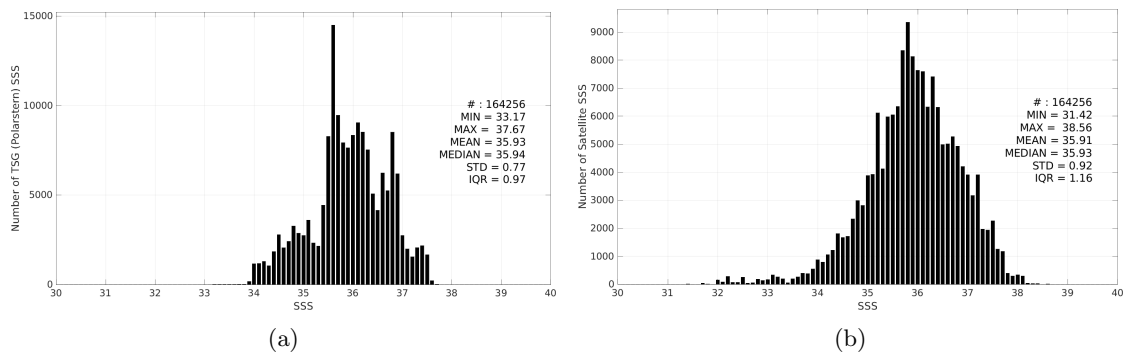 15000
10000
5000
0
30 31 32 33 34 35 36 37 38 39 40
SSS
Number of TSG (Polarstern) SSS
# : 164256
MIN = 33.17
MAX = 37.67
MEAN = 35.93
MEDIAN = 35.94
STD = 0.77
IQR = 0.97
(a)
9000
8000
7000
6000
5000
4000
3000
2000
1000
0
30 31 32 33 34 35 36 37 38 39 40
SSS
Number of Satellite SSS
# : 164256
MIN = 31.42
MAX = 38.56
MEAN = 35.91
MEDIAN = 35.93
STD = 0.92
IQR = 1.16
(b)